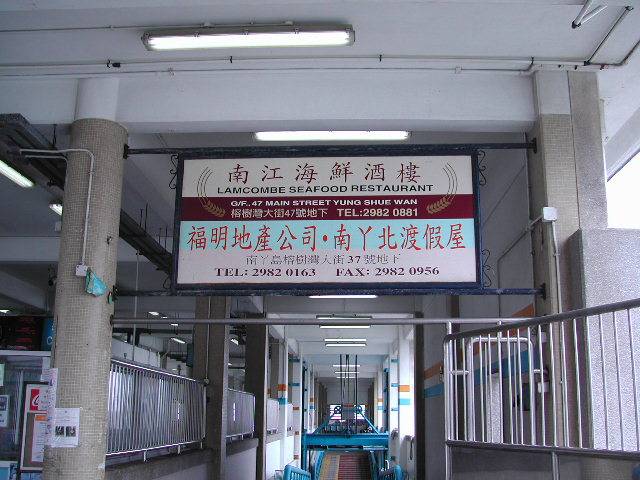 南江海鮮酒樓
LAMCOMBE SEAFOOD RESTAURANT
G/F., 47 MAIN STREET YUNG SHUE WAN
榕樹灣大街47號地下 TEL:2982 0881
福明地產公司·南丫北渡假屋
南丫島榕樹灣大街37號地下
TEL: 2982 0163 FAX: 2982 0956